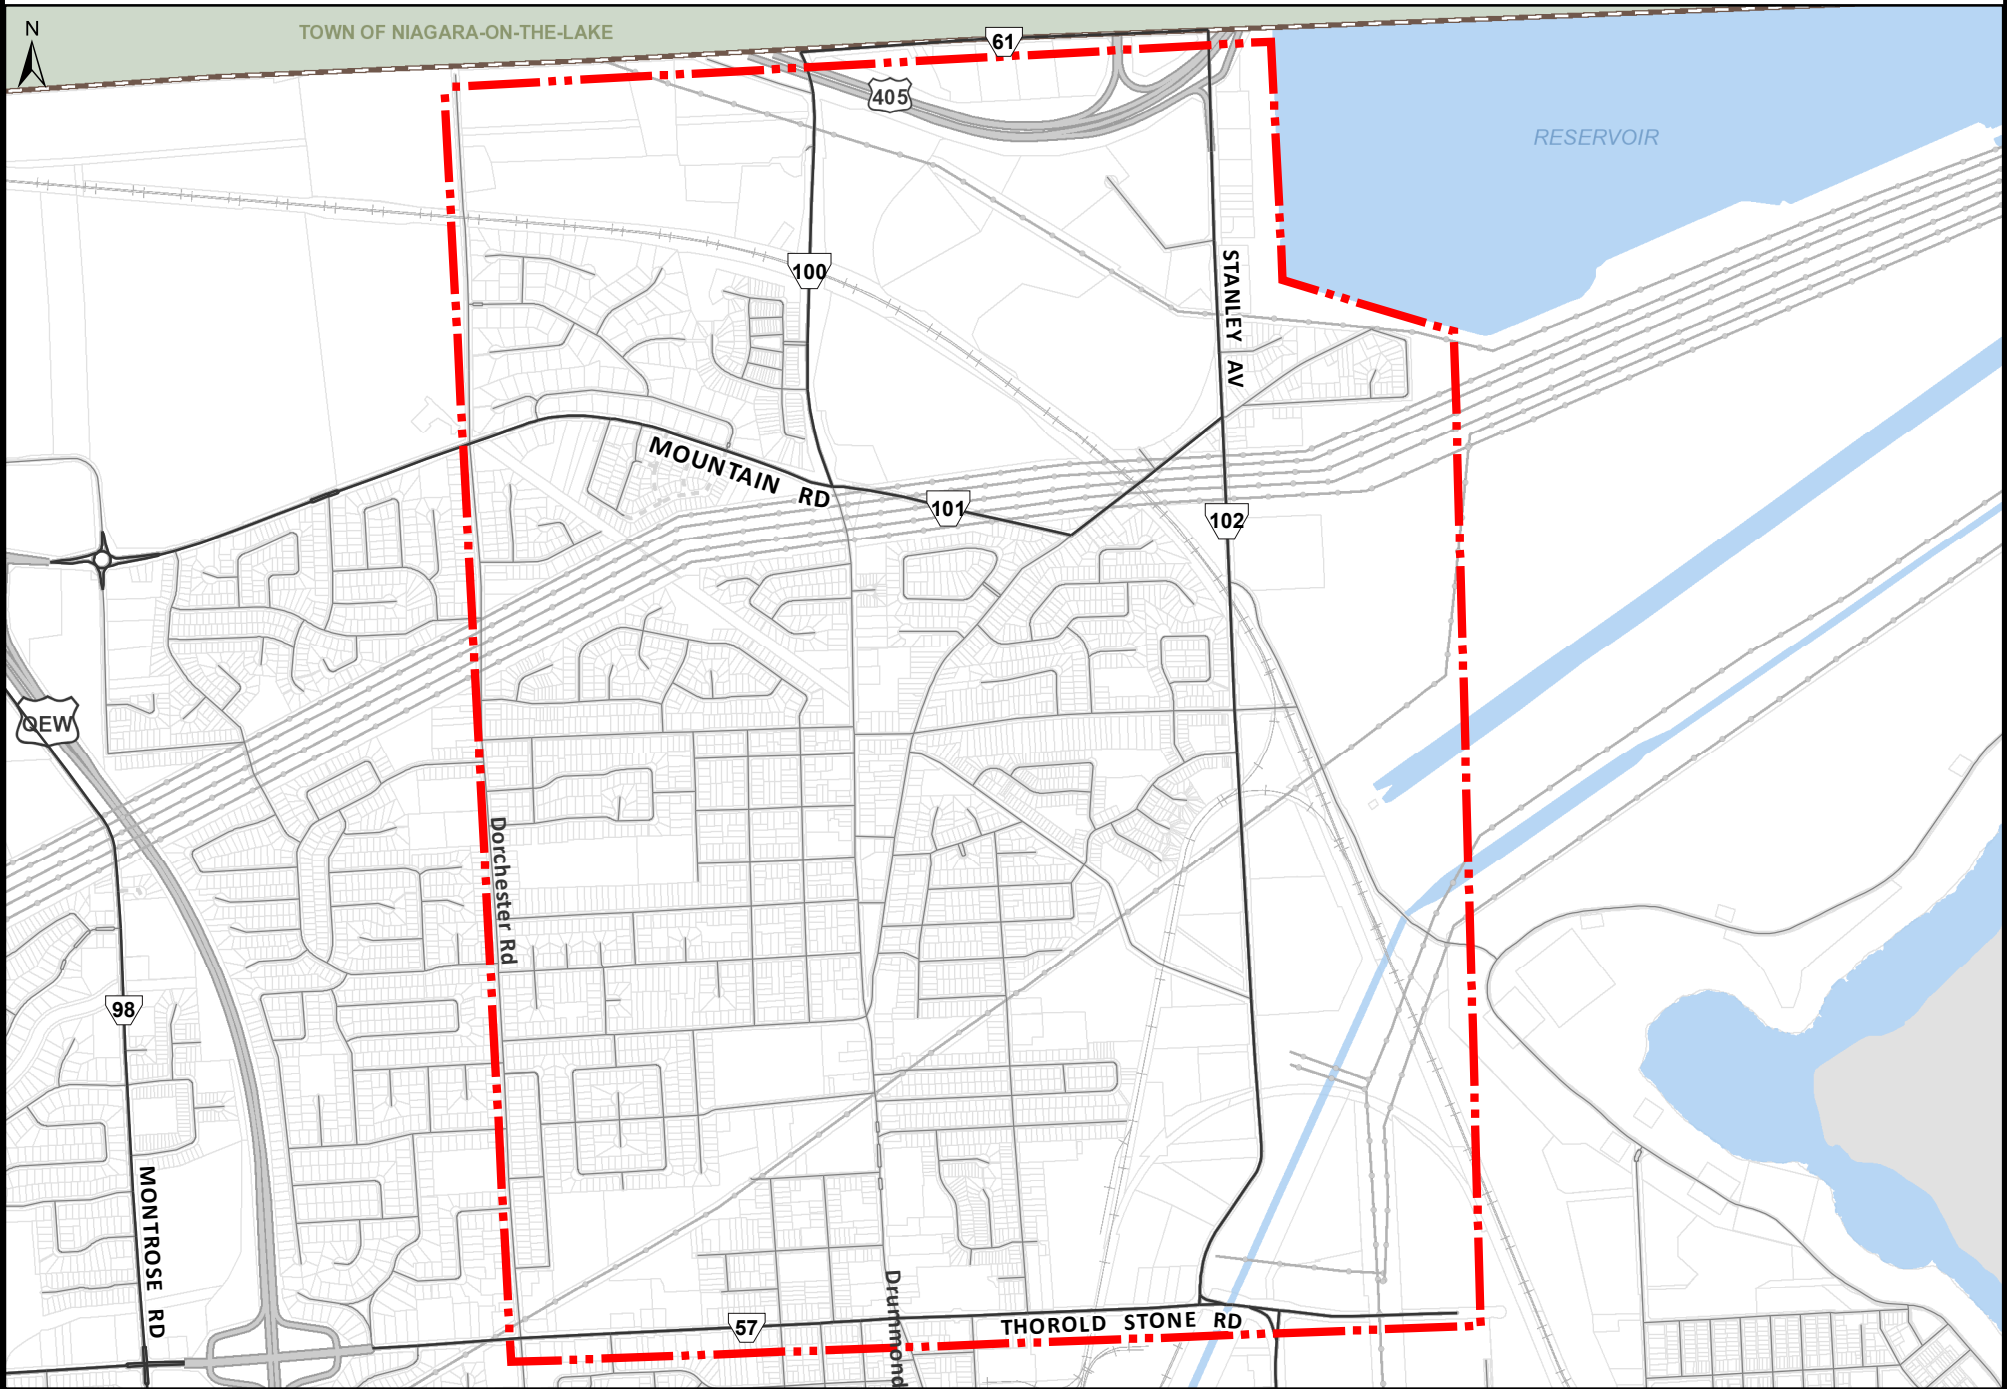 N
TOWN OF NIAGARA-ON-THE-LAKE
61
405
RESERVOIR
100
STANLEY AV
MOUNTAIN RD
101
102
QEW
Dorchester Rd
98
MONTROSE RD
Drummond
57
THOROLD STONE RD